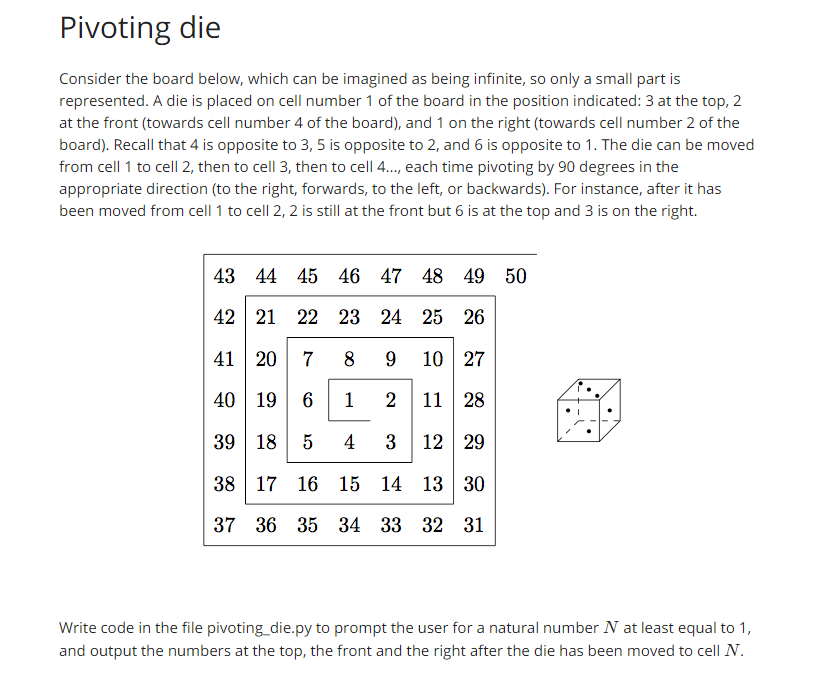 Pivoting die
Consider the board below, which can be imagined as being infinite, so only a small part is
represented. A die is placed on cell number 1 of the board in the position indicated: 3 at the top, 2
at the front (towards cell number 4 of the board), and 1 on the right (towards cell number 2 of the
board). Recall that 4 is opposite to 3, 5 is opposite to 2, and 6 is opposite to 1. The die can be moved
from cell 1 to cell 2, then to cell 3, then to cell 4..., each time pivoting by 90 degrees in the
appropriate direction (to the right, forwards, to the left, or backwards). For instance, after it has
been moved from cell 1 to cell 2, 2 is still at the front but 6 is at the top and 3 is on the right.
43 44 45 46 47 48 49 50
42 21 22 23 24 25 26
41 20 7 8 9 10 27
40 19 6 1 2 11 28
39 18 5 4 3 12 29
38 17 16 15 14 13 30
37 36 35 34 33 32 31
Write code in the file pivoting_die.py to prompt the user for a natural number N at least equal to 1,
and output the numbers at the top, the front and the right after the die has been moved to cell N.